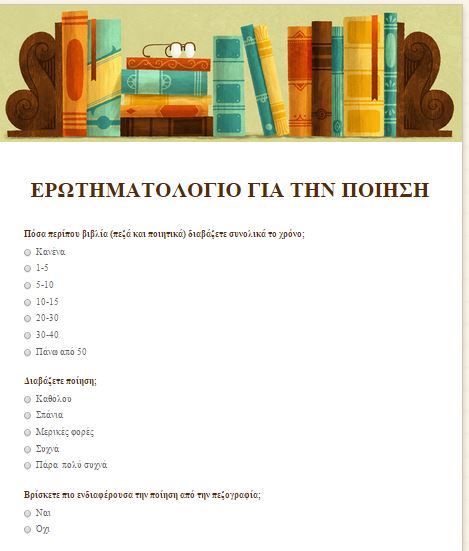 ΕΡΩΤΗΜΑΤΟΛΟΓΙΟ ΓΙΑ ΤΗΝ ΠΟΙΗΣΗ
Πόσα περίπου βιβλία (πεζά και ποιητικά) διαβάζετε συνολικά το χρόνο;
Κανένα
1-5
5-10
10-15
20-30
30-40
Πάνω από 50
Διαβάζετε ποίηση;
Καθόλου
Σπάνια
Μερικές φορές
Συχνά
Πάρα πολύ συχνά
Βρίσκετε πιο ενδιαφέρουσα την ποίηση από την πεζογραφία;
Ναι
Όχι